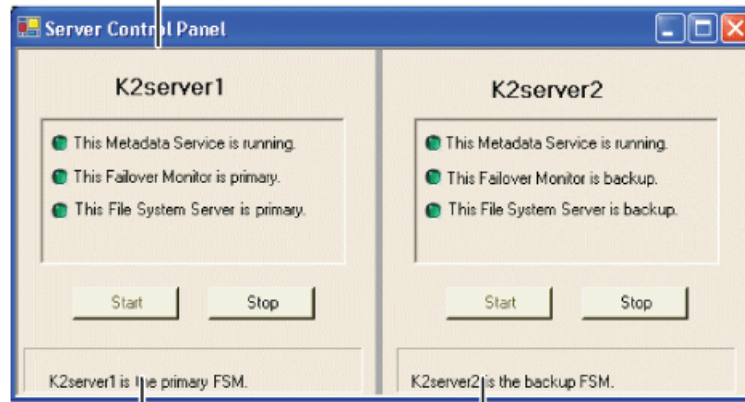 Server Control Panel
K2server1
This Metadata Service is running.
This Failover Monitor is primary.
This File System Server is primary.
Start
Stop
K2server1 is the primary FSM.
K2server2
This Metadata Service is running.
This Failover Monitor is backup.
This File System Server is backup.
Start
Stop
K2server2 is the backup FSM.